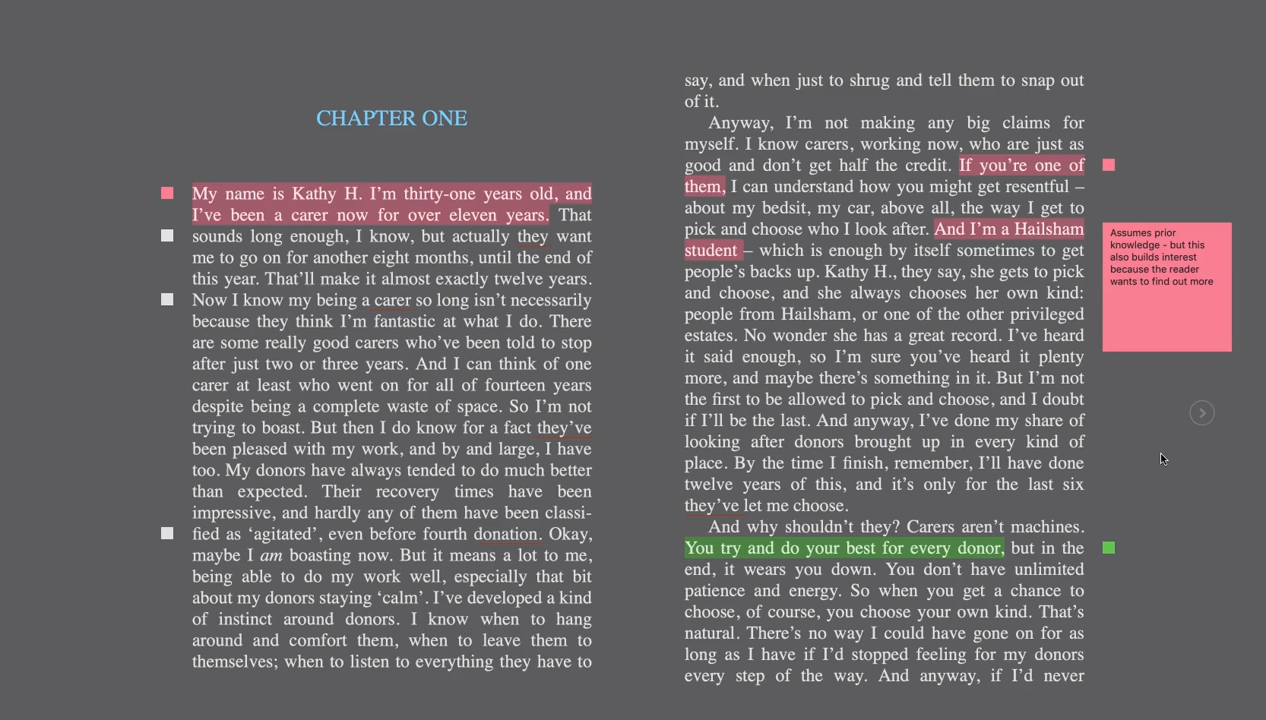 CHAPTER ONE
My name is Kathy H. I’m thirty-one years old, and
I’ve been a carer now for over eleven years. That
sounds long enough, I know, but actually they want
me to go on for another eight months, until the end of
this year. That’ll make it almost exactly twelve years.
Now I know my being a carer so long isn’t necessarily
because they think I’m fantastic at what I do. There
are some really good carers who’ve been told to stop
after just two or three years. And I can think of one
carer at least who went on for all of fourteen years
despite being a complete waste of space. So I’m not
trying to boast. But then I do know for a fact they’ve
been pleased with my work, and by and large, I have
too. My donors have always tended to do much better
than expected. Their recovery times have been
impressive, and hardly any of them have been classi-
fied as ‘agitated’, even before fourth donation. Okay,
maybe I am boasting now. But it means a lot to me,
being able to do my work well, especially that bit
about my donors staying ‘calm’. I’ve developed a kind
of instinct around donors. I know when to hang
around and comfort them, when to leave them to
themselves; when to listen to everything they have to
say, and when just to shrug and tell them to snap out
of it.
Anyway, I’m not making any big claims for
myself. I know carers, working now, who are just as
good and don’t get half the credit. If you’re one of
them, I can understand how you might get resentful –
about my bedsit, my car, above all, the way I get to
pick and choose who I look after. And I’m a Hailsham
student – which is enough by itself sometimes to get
people’s backs up. Kathy H., they say, she gets to pick
and choose, and she always chooses her own kind:
people from Hailsham, or one of the other privileged
estates. No wonder she has a great record. I’ve heard
it said enough, so I’m sure you’ve heard it plenty
more, and maybe there’s something in it. But I’m not
the first to be allowed to pick and choose, and I doubt
if I’ll be the last. And anyway, I’ve done my share of
looking after donors brought up in every kind of
place. By the time I finish, remember, I’ll have done
twelve years of this, and it’s only for the last six
they’ve let me choose.
And why shouldn’t they? Carers aren’t machines.
You try and do your best for every donor, but in the
end, it wears you down. You don’t have unlimited
patience and energy. So when you get a chance to
choose, of course, you choose your own kind. That’s
natural. There’s no way I could have gone on for as
long as I have if I’d stopped feeling for my donors
every step of the way. And anyway, if I’d never
Assumes prior
knowledge - but this
also builds interest
because the reader
wants to find out more